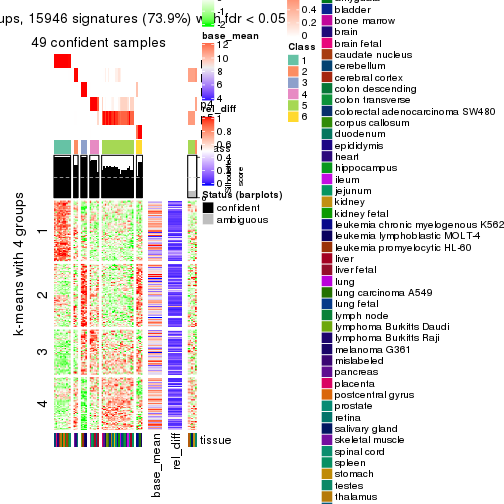 ups, 15946 signatures (73.9%) with fdr < 0.05
49 confident samples
k-means with 4 groups
1
2
3
4
base_mean
rel_diff
tissue
-2
base_mean
12
10
8
6
4
rel_diff
1
0.8
0.6
0.4
0.2
0
Silhouette
score
Status (barplots)
confident
ambiguous
0.4
0.2
0
Class
1
2
3
4
5
6
bladder
bone marrow
brain
brain fetal
caudate nucleus
cerebellum
cerebral cortex
colon descending
colon transverse
colorectal adenocarcinoma SW480
corpus callosum
duodenum
epididymis
heart
hippocampus
ileum
jejunum
kidney
kidney fetal
leukemia chronic myelogenous K562
leukemia lymphoblastic MOLT-4
leukemia promyelocytic HL-60
liver
liver fetal
lung
lung carcinoma A549
lung fetal
lymph node
lymphoma Burkitts Daudi
lymphoma Burkitts Raji
melanoma G361
mislabeled
pancreas
placenta
postcentral gyrus
prostate
retina
salivary gland
skeletal muscle
spinal cord
spleen
stomach
testes
thalamus